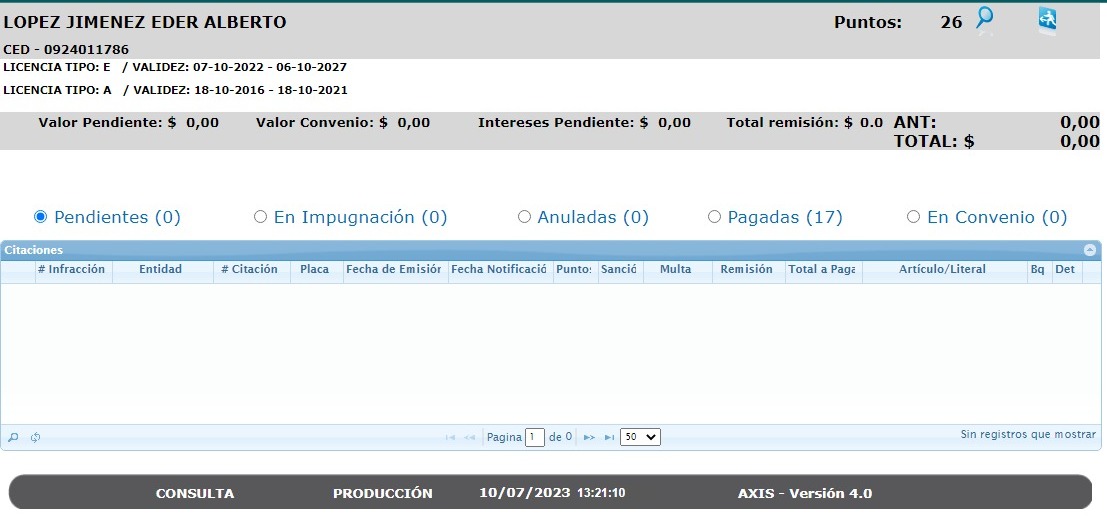 LOPEZ JIMENEZ EDER ALBERTO Puntos: 26
CED - 0924011786
LICENCIA TIPO: E / VALIDEZ: 07-10-2022 - 06-10-2027
LICENCIA TIPO: A / VALIDEZ: 18-10-2016 - 18-10-2021
Valor Pendiente: $ 0,00 Valor Convenio: $ 0,00 Intereses Pendiente: $ 0,00 Total remisión: $ 0.0 ANT: 0,00
TOTAL: $ 0,00
Pendientes (0) En Impugnación (0) Anuladas (0) Pagadas (17) En Convenio (0)
Citaciones
# Infracción Entidad # Citación Placa Fecha de Emisiór Fecha Notificació Punto: Sanció Multa Remisión Total a Paga Artículo/Literal Bq Det
Pagina 1 de 0 50 Sin registros que mostrar
CONSULTA PRODUCCIÓN 10/07/2023 13:21:10 AXIS - Versión 4.0